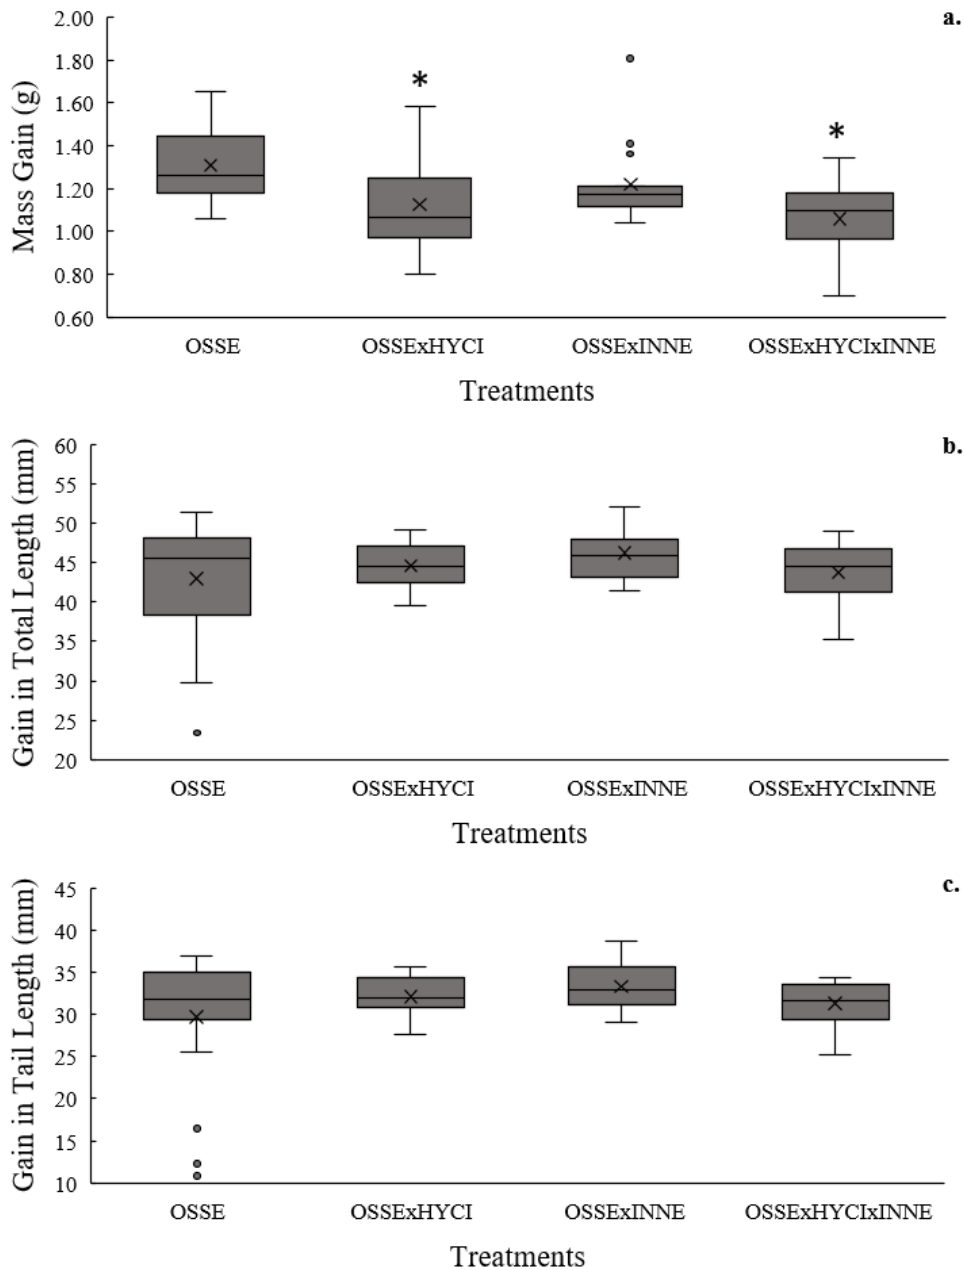 a.
2.00
1.80
1.60
1.40
1.20
1.00
0.80
0.60
Mass Gain (g)
*
*
OSSE OSSExHYCI OSSExINNE OSSExHYCIxINNE
Treatments
b.
60
55
50
45
40
35
30
25
20
Gain in Total Length (mm)
OSSE OSSExHYCI OSSExINNE OSSExHYCIxINNE
Treatments
c.
45
40
35
30
25
20
15
10
Gain in Tail Length (mm)
OSSE OSSExHYCI OSSExINNE OSSExHYCIxINNE
Treatments